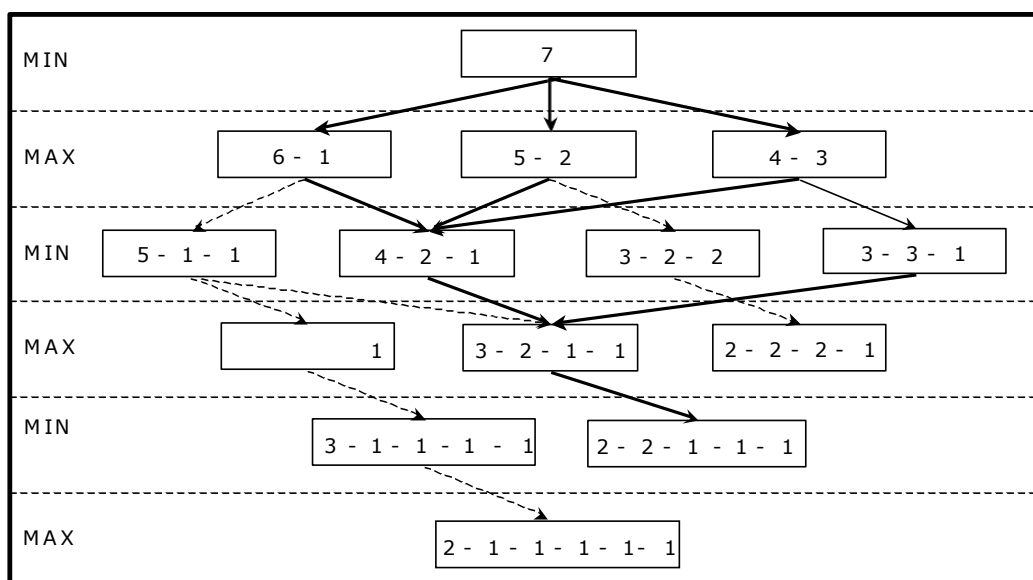 MIN
7
MAX
6 - 1
5 - 2
4 - 3
MIN
5 - 1 - 1
4 - 2 - 1
3 - 2 - 2
3 - 3 - 1
MAX
1
3 - 2 - 1 - 1
2 - 2 - 2 - 1
MIN
3 - 1 - 1 - 1 - 1
2 - 2 - 1 - 1 - 1
MAX
2 - 1 - 1 - 1 - 1 - 1